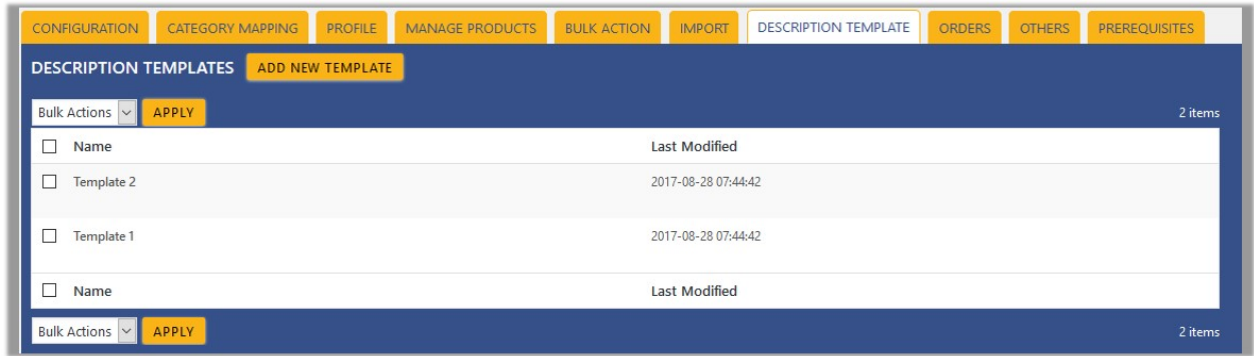 CONFIGURATION CATEGORY MAPPING PROFILE MANAGE PRODUCTS BULK ACTION IMPORT DESCRIPTION TEMPLATE ORDERS OTHERS PREREQUISITES
DESCRIPTION TEMPLATES ADD NEW TEMPLATE
Bulk Actions APPLY 2 items
Name Last Modified
Template 2 2017-08-28 07:44:42
Template 1 2017-08-28 07:44:42
Name Last Modified
Bulk Actions APPLY 2 items